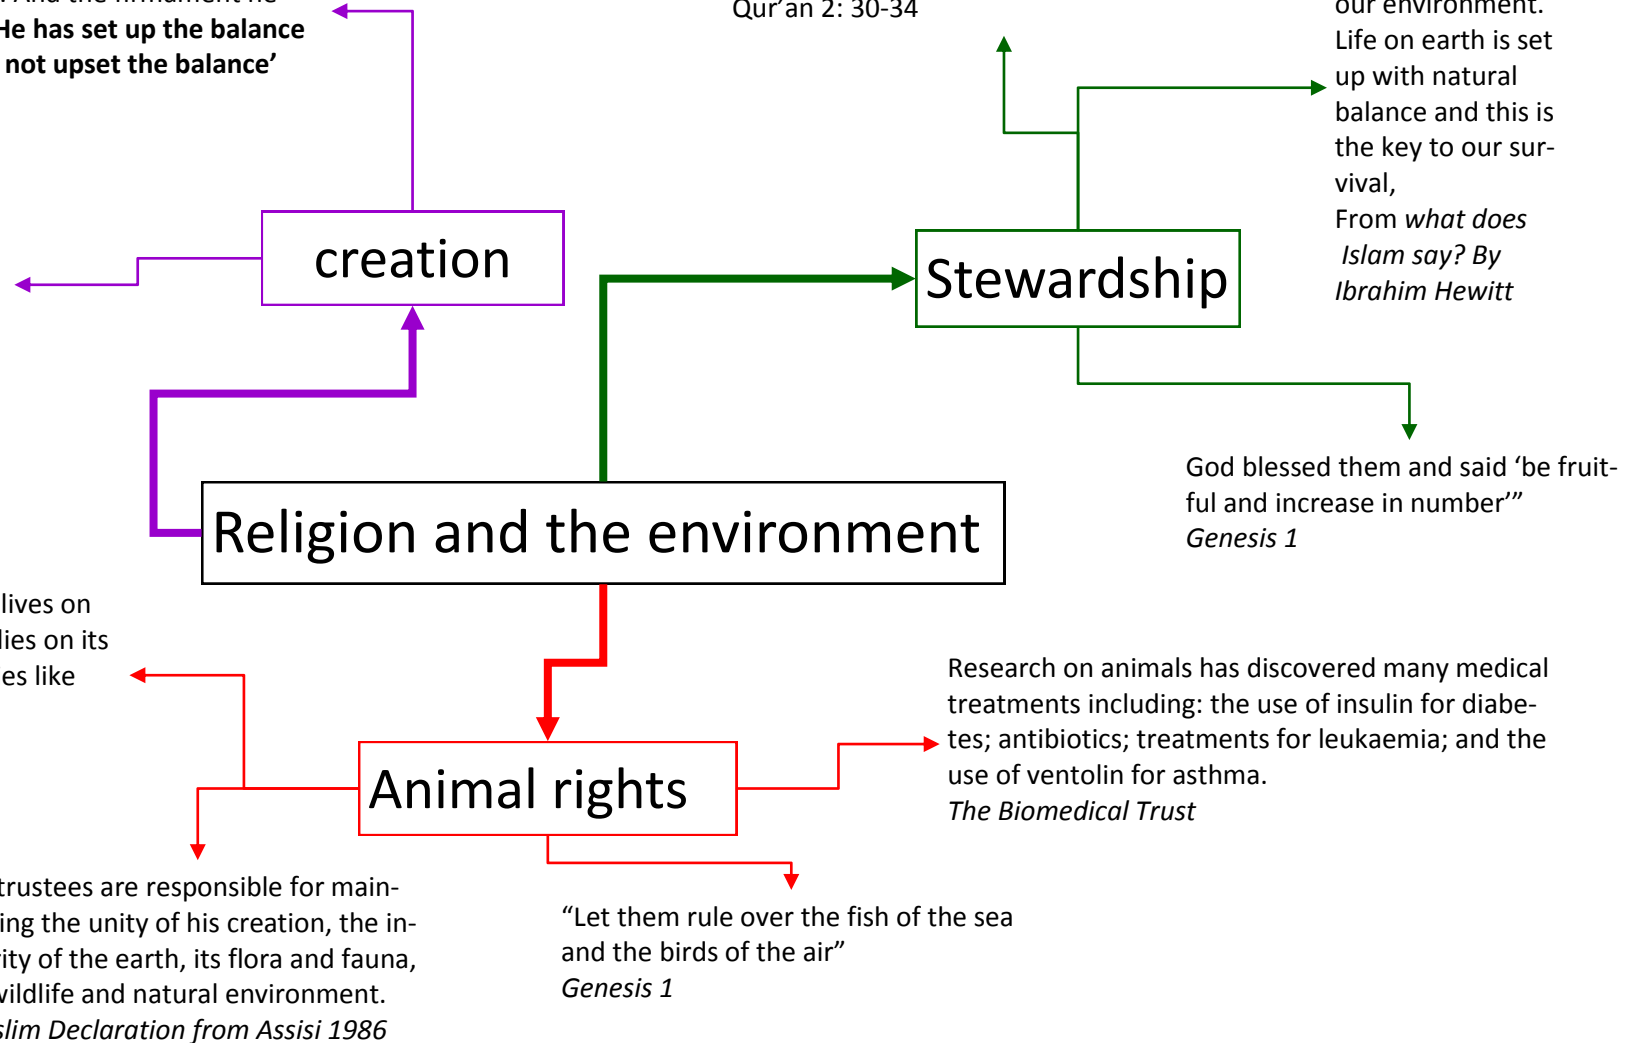 . And the firmament he
He has set up the balance
not upset the balance’
Qur’an 2: 30-34
our environment.
Life on earth is set
up with natural
balance and this is
the key to our sur-
vival,
From what does
Islam say? By
Ibrahim Hewitt
creation
Stewardship
God blessed them and said ‘be fruit-
ful and increase in number’”
Genesis 1
Religion and the environment
lives on
lies on its
es like
Research on animals has discovered many medical
treatments including: the use of insulin for diabe-
tes; antibiotics; treatments for leukaemia; and the
use of ventolin for asthma.
The Biomedical Trust
Animal rights
trustees are responsible for main-
ing the unity of his creation, the in-
rity of the earth, its flora and fauna,
wildlife and natural environment.
slim Declaration from Assisi 1986
“Let them rule over the fish of the sea
and the birds of the air”
Genesis 1